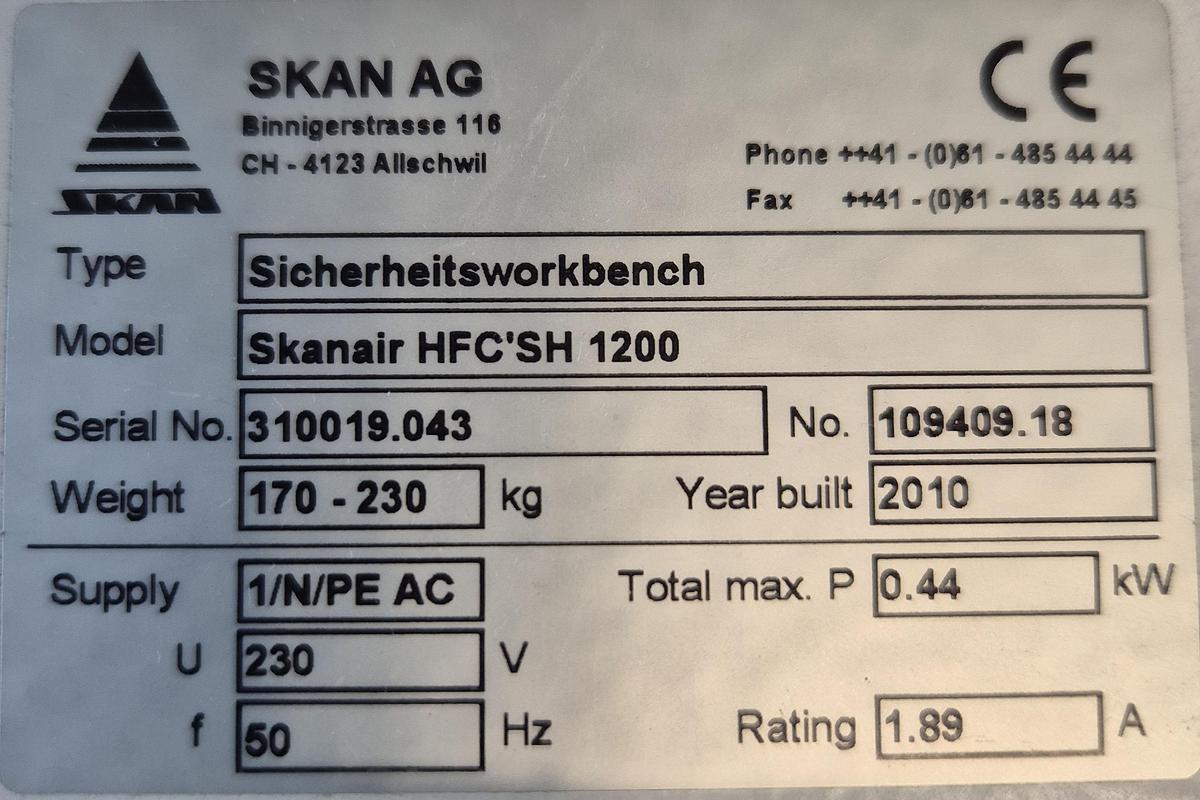 SKAN AG
Binnigerstrasse 116
CH - 4123 Allschwil
SKAN
CE
Phone ++41 - (0)61 - 485 44 44
Fax ++41 - (0)61 - 485 44 45
Type Sicherheitsworkbench
Model Skanair HFC'SH 1200
Serial No. 310019.043 No. 109409.18
Weight 170 - 230 kg Year built 2010
Supply 1/N/PE AC Total max. P 0.44 kW
U 230 V
f 50 Hz Rating 1.89 A